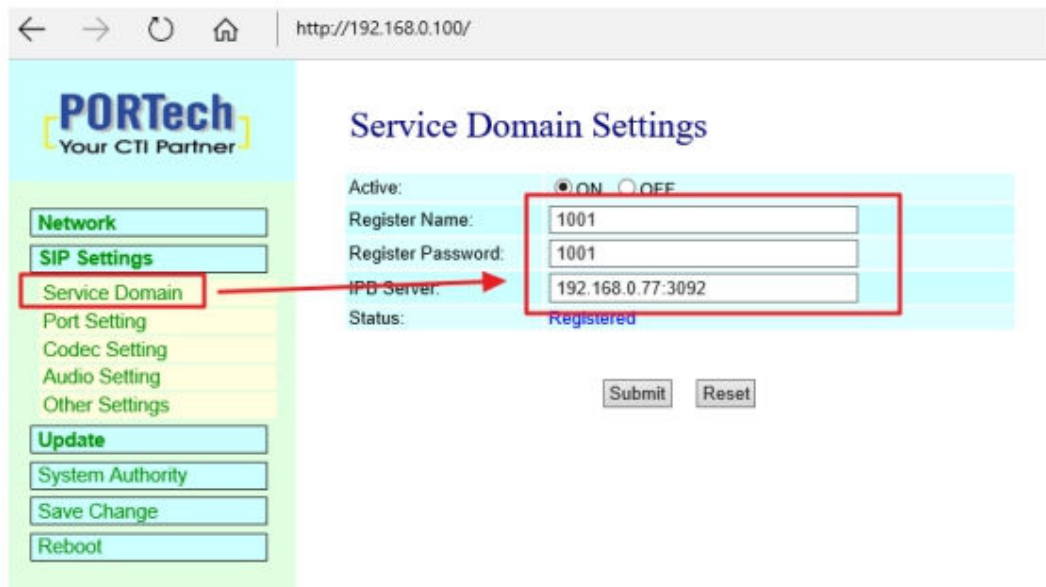 http://192.168.0.100/
PORTech
Your CTI Partner
Network
SIP Settings
Service Domain
Port Setting
Codec Setting
Audio Setting
Other Settings
Update
System Authority
Save Change
Reboot
Service Domain Settings
Active: ON OFF
Register Name: 1001
Register Password: 1001
IPB Server: 192.168.0.77:3092
Status: Registered
Submit Reset